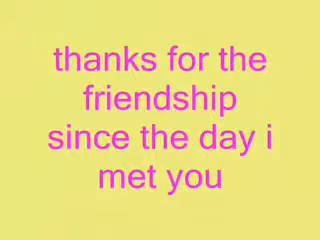 thanks for the
friendship
since the day i
met you